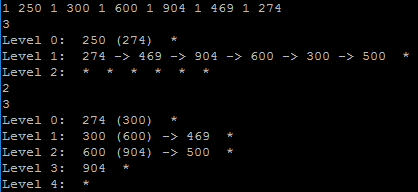 1 250 1 300 1 600 1 904 1 469 1 274
3
Level 0:  250 (274)  *
Level 1:  274 -> 469 -> 904 -> 600 -> 300 -> 500  *
Level 2:  *  *  *  *  *  *
2
3
Level 0:  274 (300)  *
Level 1:  300 (600) -> 469  *
Level 2:  600 (904) -> 500  *
Level 3:  904  *
Level 4:  *